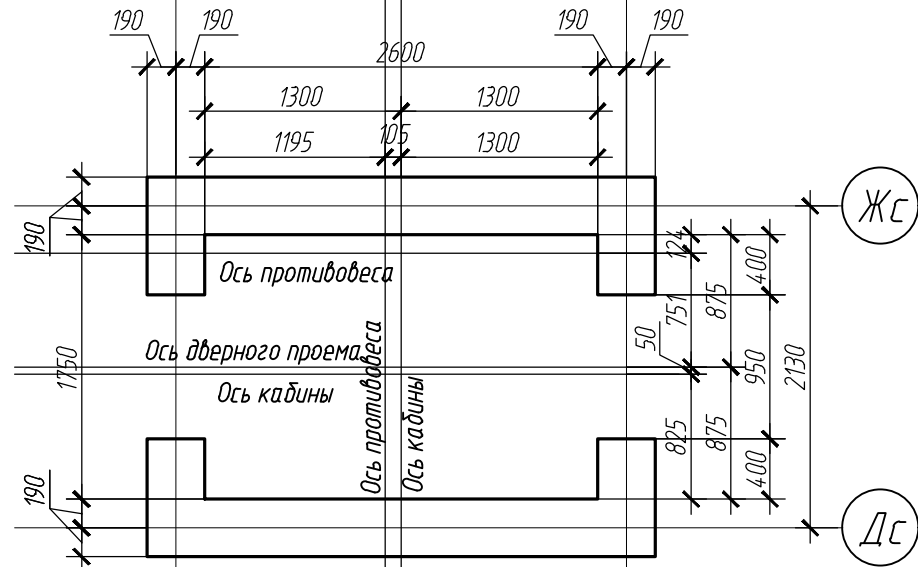 190 190 190 190
2600
1300 1300
1195 105 1300
Жс
190
124
400
Ось противовеса
751
875
50
Ось дверного проема
1750
950
2130
Ось кабины
Ось противовеса
Ось кабины
825
875
400
190
Дс